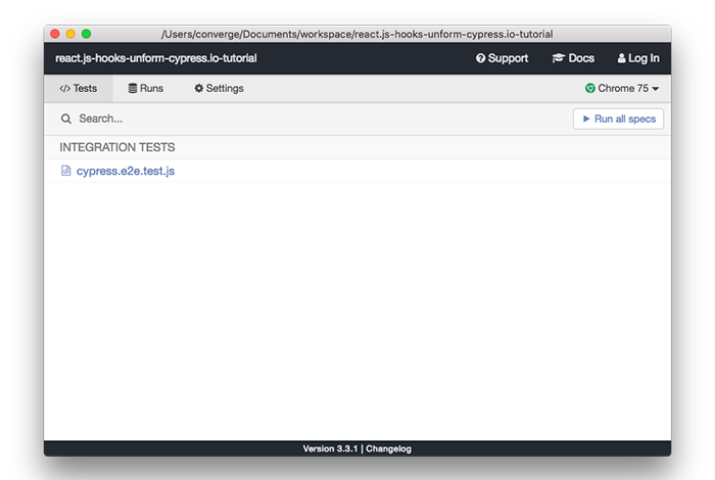 /Users/converge/Documents/workspace/react.js-hooks-unform-cypress.io-tutorial
react.js-hooks-unform-cypress.io-tutorial Support Docs Log In
</> Tests Runs Settings Chrome 75
Search... Run all specs
INTEGRATION TESTS
cypress.e2e.test.js
Version 3.3.1 | Changelog